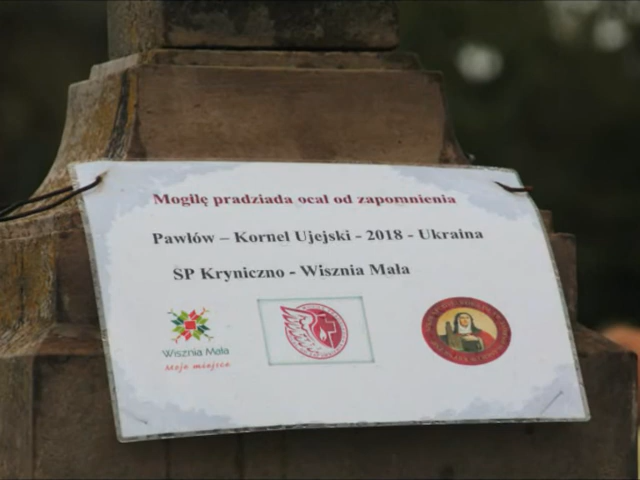 Mogiłę pradziada ocal od zapomnienia
Pawłów – Kornel Ujejski - 2018 - Ukraina
SP Kryniczno - Wisznia Mała
Wisznia Mała
Moje miejsce